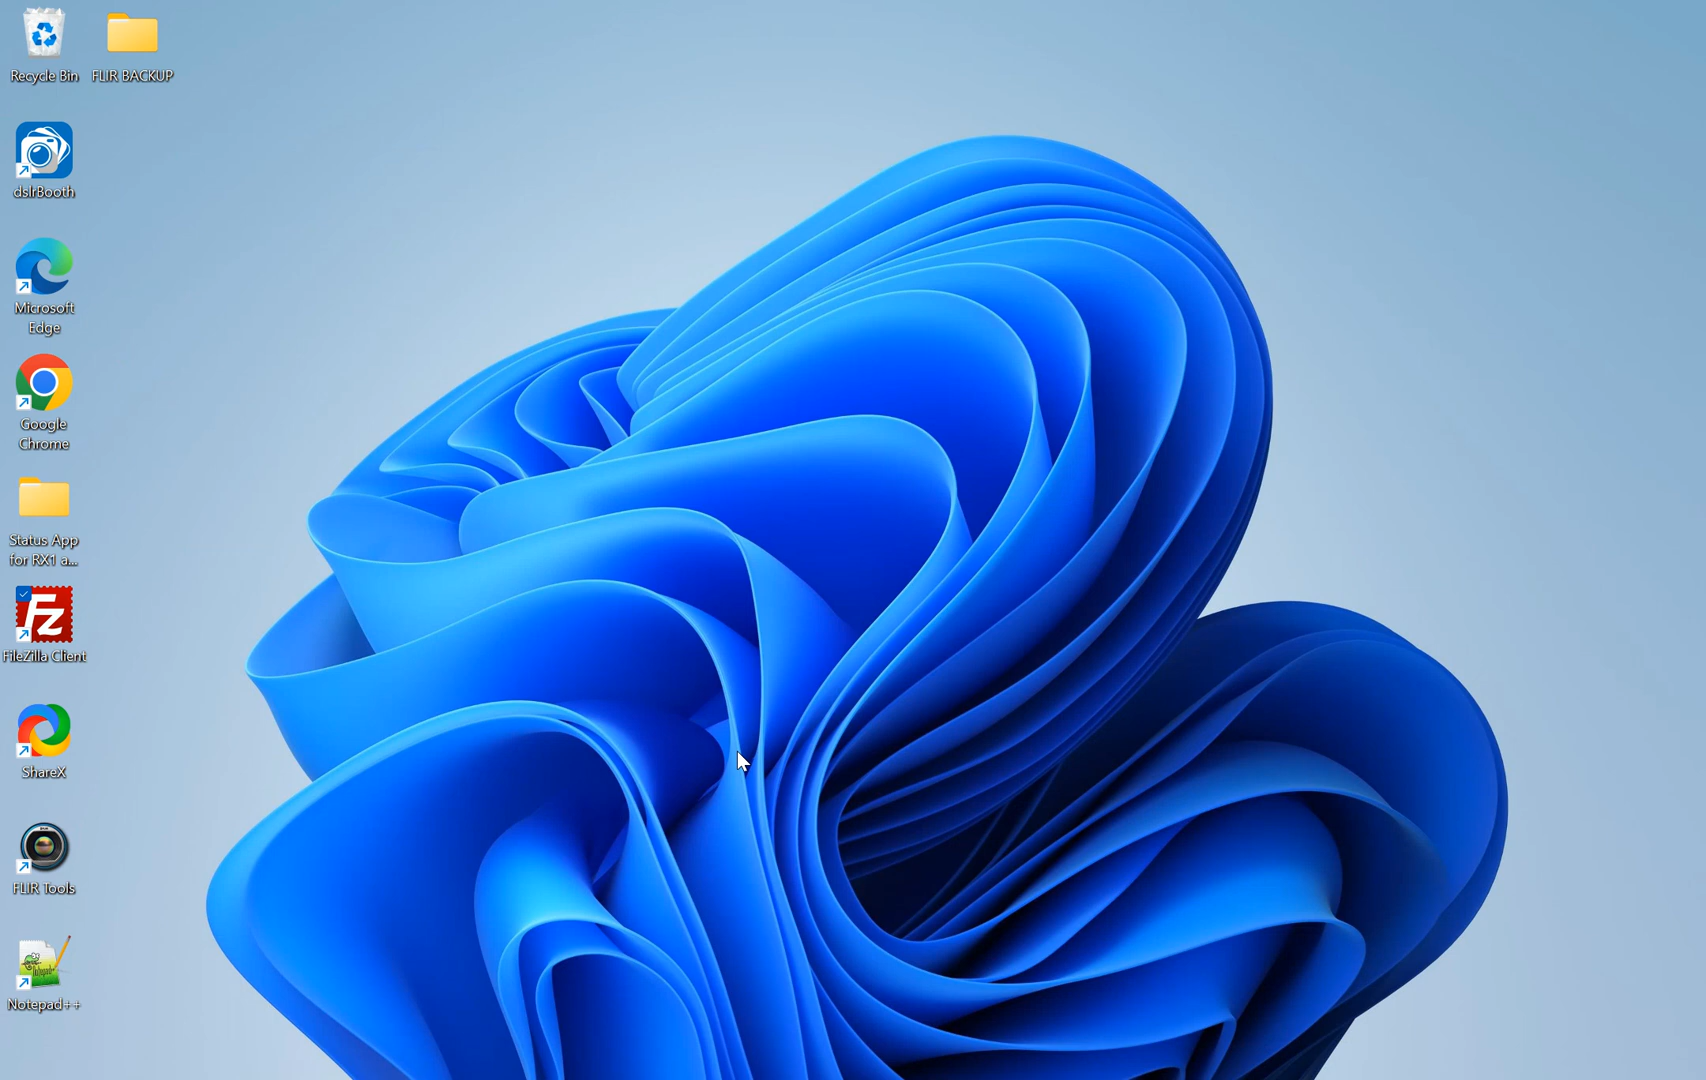 Recycle Bin
FLIR BACKUP
dslrBooth
Microsoft
Edge
Google
Chrome
Status App
for RX1 a...
Fz
FileZilla Client
ShareX
FLIR Tools
Notepad++